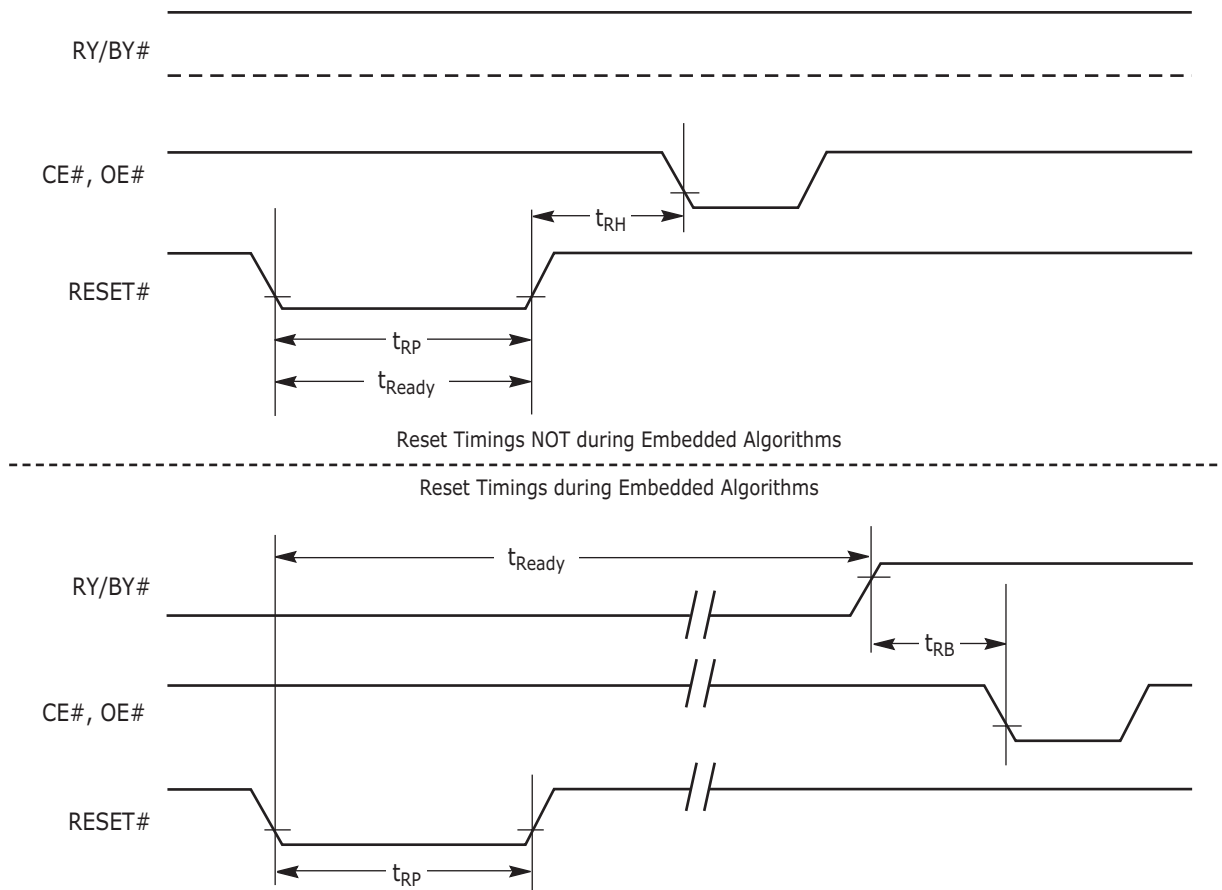 RY/BY#
CE#, OE#
tRH
RESET#
tRP
tReady
Reset Timings NOT during Embedded Algorithms
Reset Timings during Embedded Algorithms
tReady
RY/BY#
tRB
CE#, OE#
RESET#
tRP